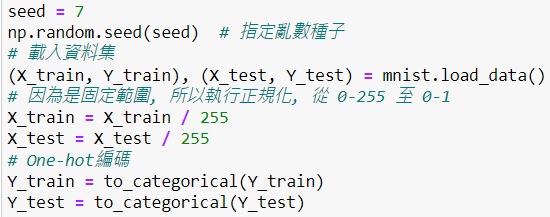 seed = 7
np.random.seed(seed)  # 指定亂數種子
# 載入資料集
(X_train, Y_train), (X_test, Y_test) = mnist.load_data()
# 因為是固定範圍, 所以執行正規化, 從 0-255 至 0-1
X_train = X_train / 255
X_test = X_test / 255
# One-hot編碼
Y_train = to_categorical(Y_train)
Y_test = to_categorical(Y_test)